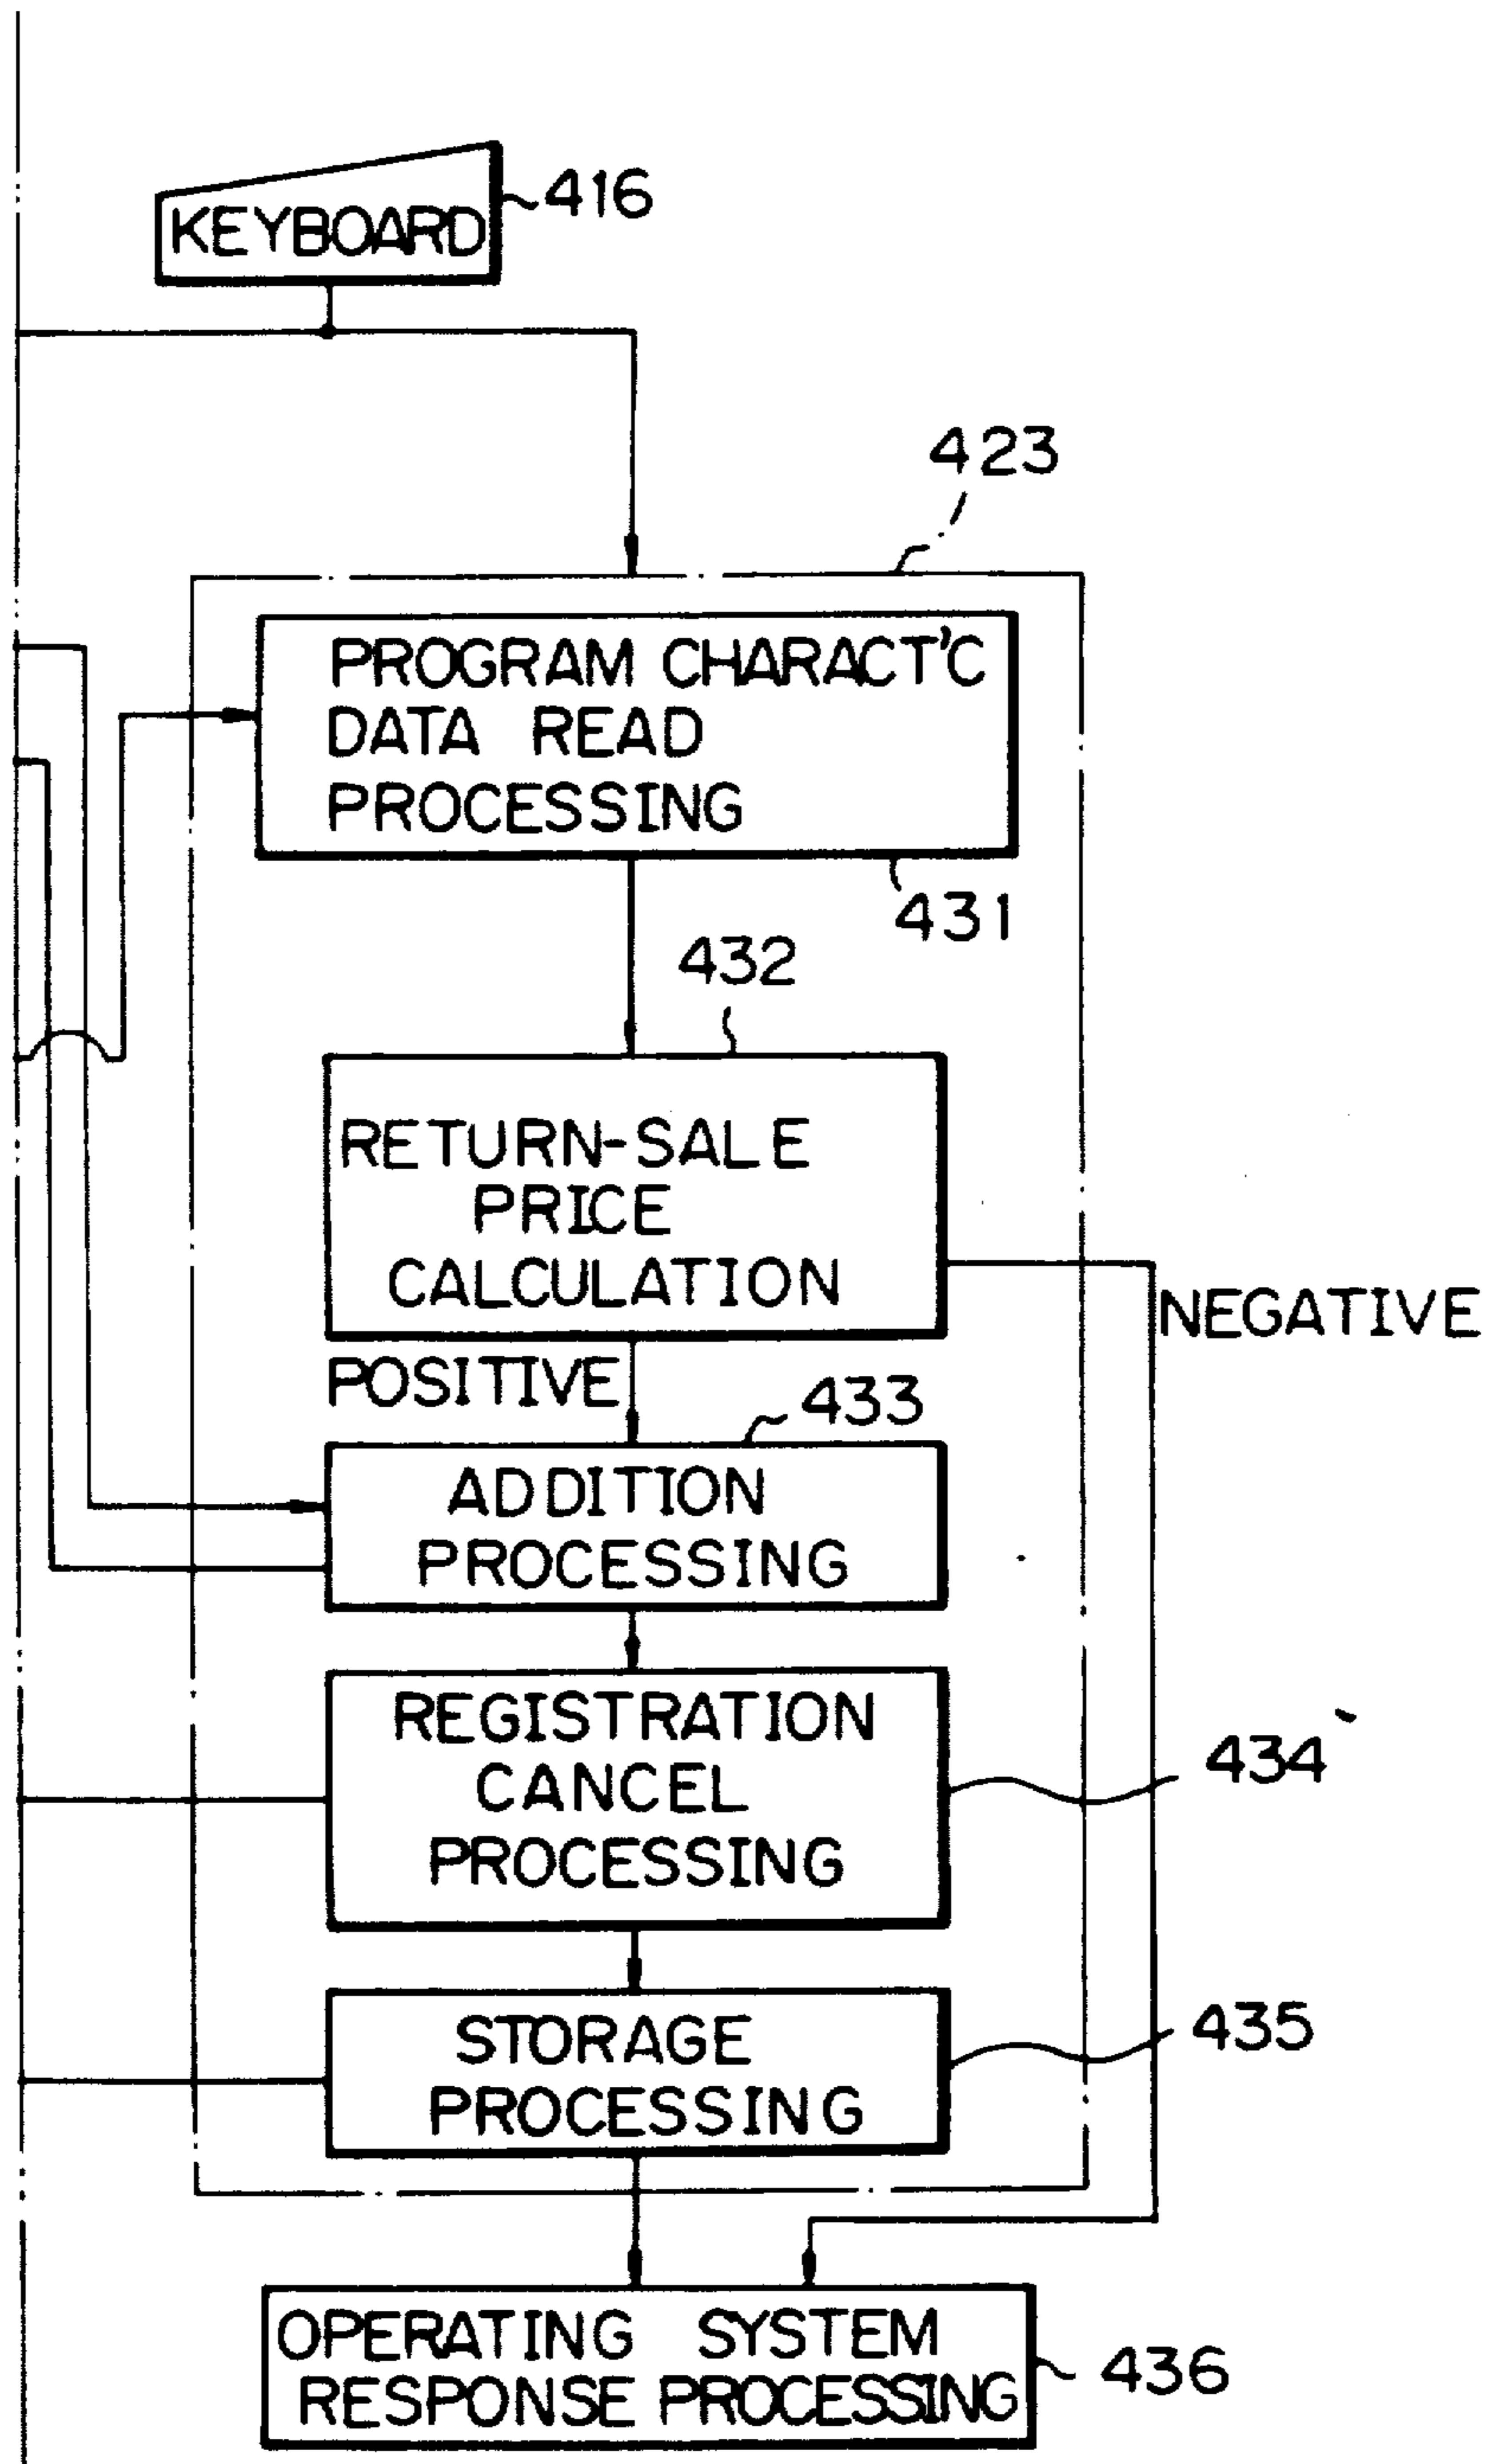 KEYBOARD
416
423
PROGRAM CHARACT'C
DATA READ
PROCESSING
431
432
RETURN-SALE
PRICE
CALCULATION
NEGATIVE
POSITIVE
433
ADDITION
PROCESSING
REGISTRATION
CANCEL
PROCESSING
434
STORAGE
PROCESSING
435
OPERATING SYSTEM
RESPONSE PROCESSING
436